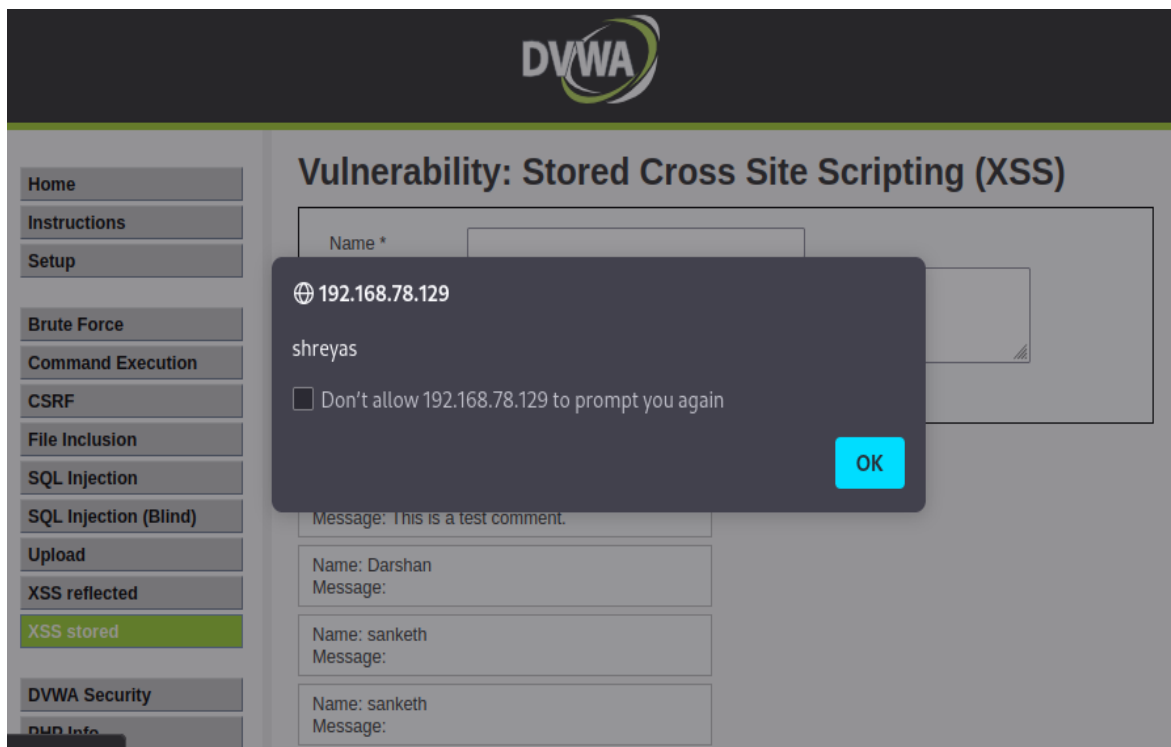 DVWA
Home
Instructions
Setup
Brute Force
Command Execution
CSRF
File Inclusion
SQL Injection
SQL Injection (Blind)
Upload
XSS reflected
XSS stored
DVWA Security
PHP Info
Vulnerability: Stored Cross Site Scripting (XSS)
Name *
192.168.78.129
shreyas
Don't allow 192.168.78.129 to prompt you again
OK
Message: This is a test comment.
Name: Darshan
Message:
Name: sanketh
Message:
Name: sanketh
Message: